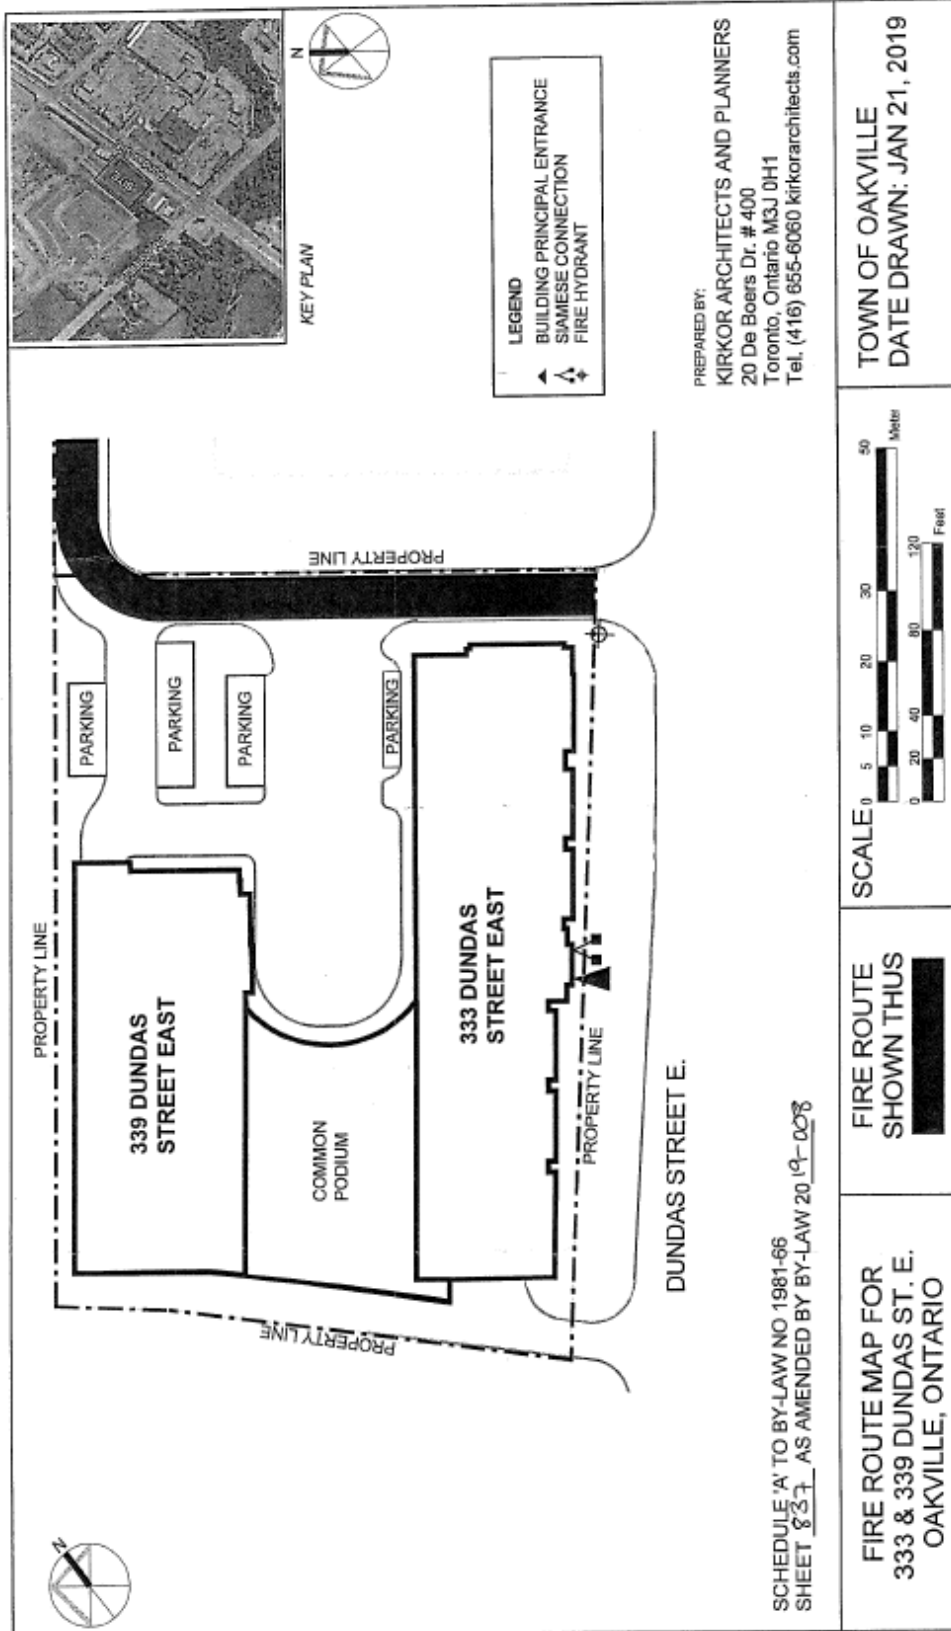 N
KEY PLAN
N
LEGEND
BUILDING PRINCIPAL ENTRANCE
SIAMESE CONNECTION
FIRE HYDRANT
PROPERTY LINE
PARKING
PARKING
PARKING
PARKING
PROPERTY LINE
339 DUNDAS
STREET EAST
COMMON
PODIUM
333 DUNDAS
STREET EAST
PROPERTY LINE
PROPERTY LINE
DUNDAS STREET E.
PREPARED BY:
KIRKOR ARCHITECTS AND PLANNERS
20 De Boers Dr. # 400
Toronto, Ontario M3J 0H1
Tel. (416) 655-6060 kirkorarchitects.com
SCHEDULE 'A' TO BY-LAW NO 1981-66
SHEET 837 AS AMENDED BY BY-LAW 2019-008
FIRE ROUTE MAP FOR
333 & 339 DUNDAS ST. E.
OAKVILLE, ONTARIO
FIRE ROUTE
SHOWN THUS
SCALE
0 5 10 20 30 50
Meter
0 20 40 80 120
Feet
TOWN OF OAKVILLE
DATE DRAWN: JAN 21, 2019